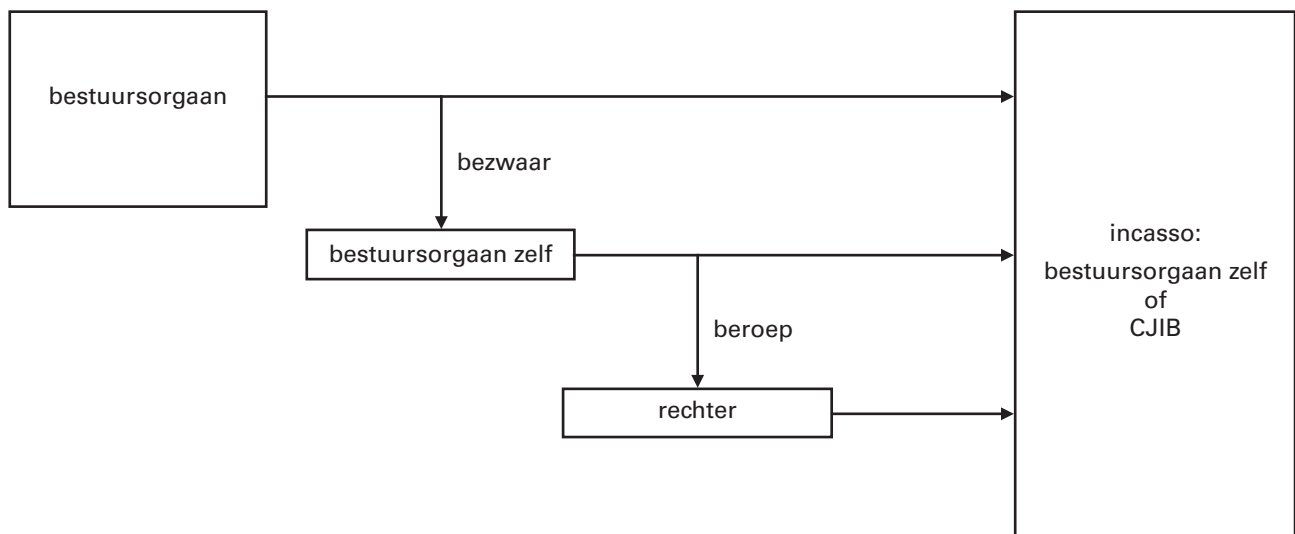 bestuursorgaan
bezwaar
bestuursorgaan zelf
beroep
rechter
incasso:
bestuursorgaan zelf
of
CJIB